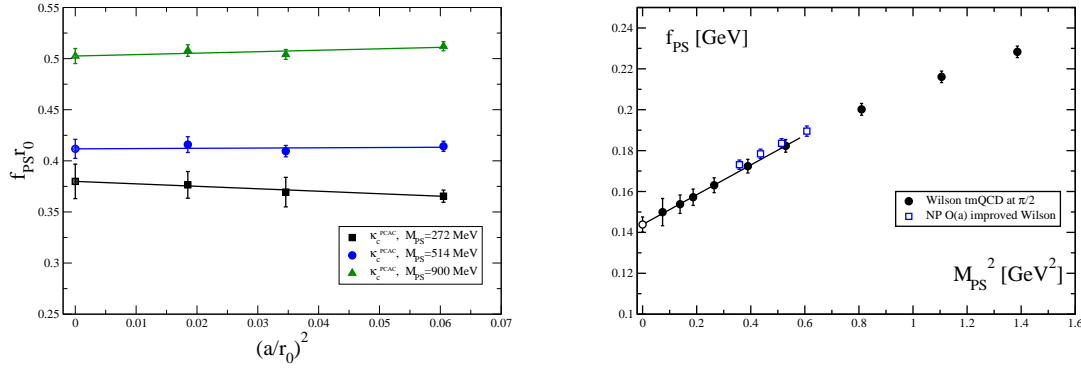 0.55
0.5
0.45
0.4
0.35
0.3
0.25
f_PS r_0
0 0.01 0.02 0.03 0.04 0.05 0.06 0.07
(a/r_0)^2
κ_c^PCAC, M_PS=272 MeV
κ_c^PCAC, M_PS=514 MeV
κ_c^PCAC, M_PS=900 MeV
f_PS [GeV]
0.24
0.22
0.2
0.18
0.16
0.14
0.12
0.1
Wilson tmQCD at π/2
NP O(a) improved Wilson
M_PS^2 [GeV^2]
0 0.2 0.4 0.6 0.8 1 1.2 1.4 1.6